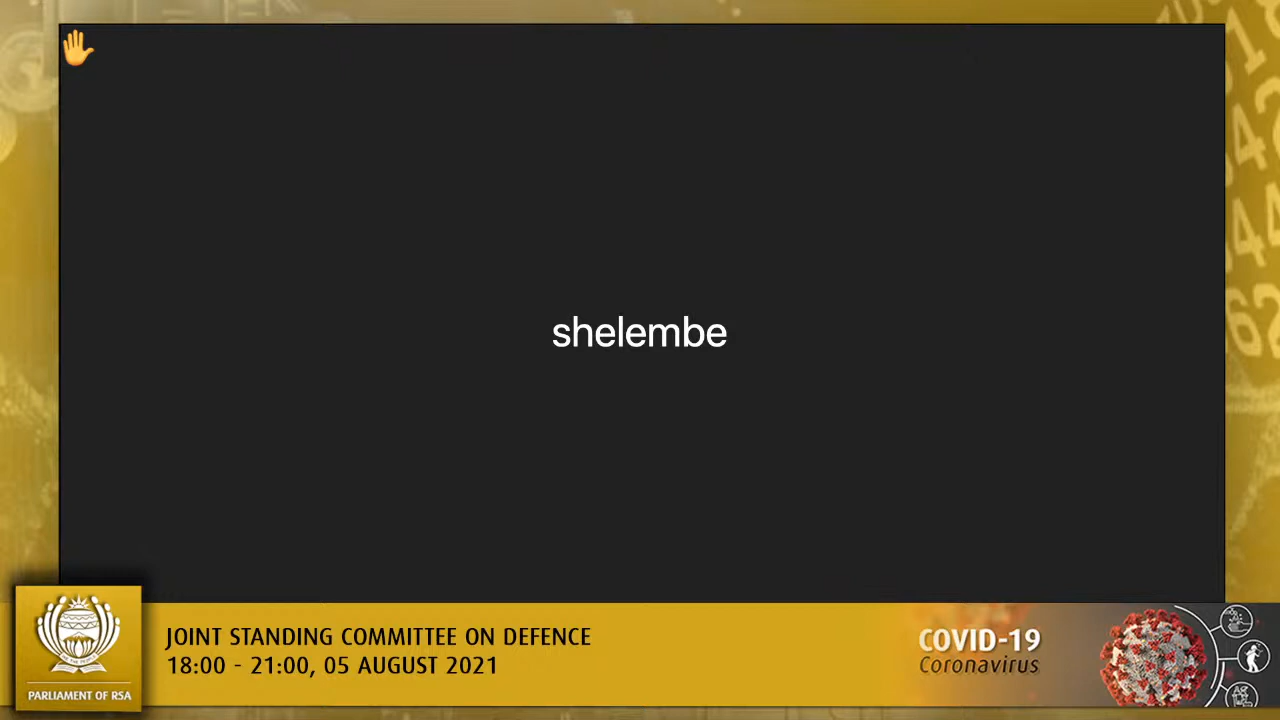 shelembe
JOINT STANDING COMMITTEE ON DEFENCE
18:00 - 21:00, 05 AUGUST 2021
COVID-19
Coronavirus
PARLIAMENT OF RSA